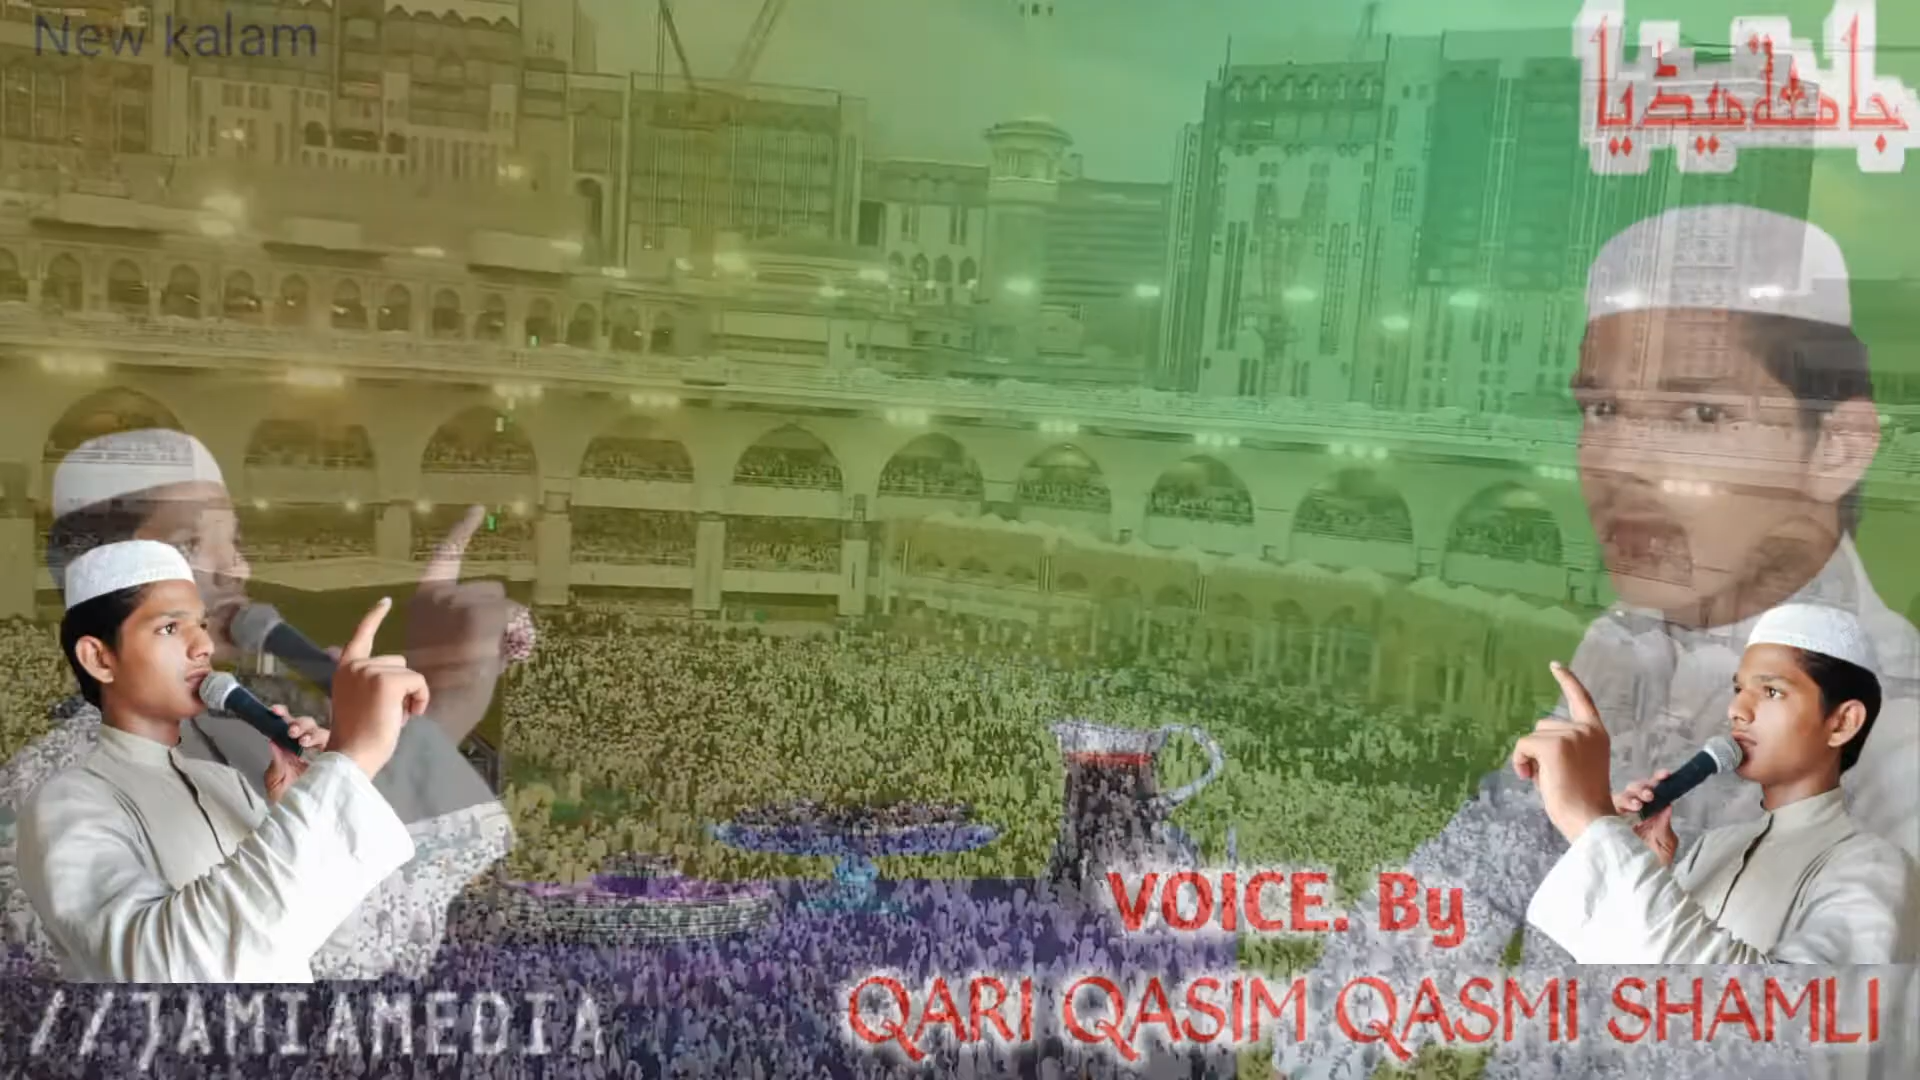 New kalam
جامعہ میڈیا
VOICE. By
QARI QASIM QASMI SHAMLI
//JAMIAMEDIA